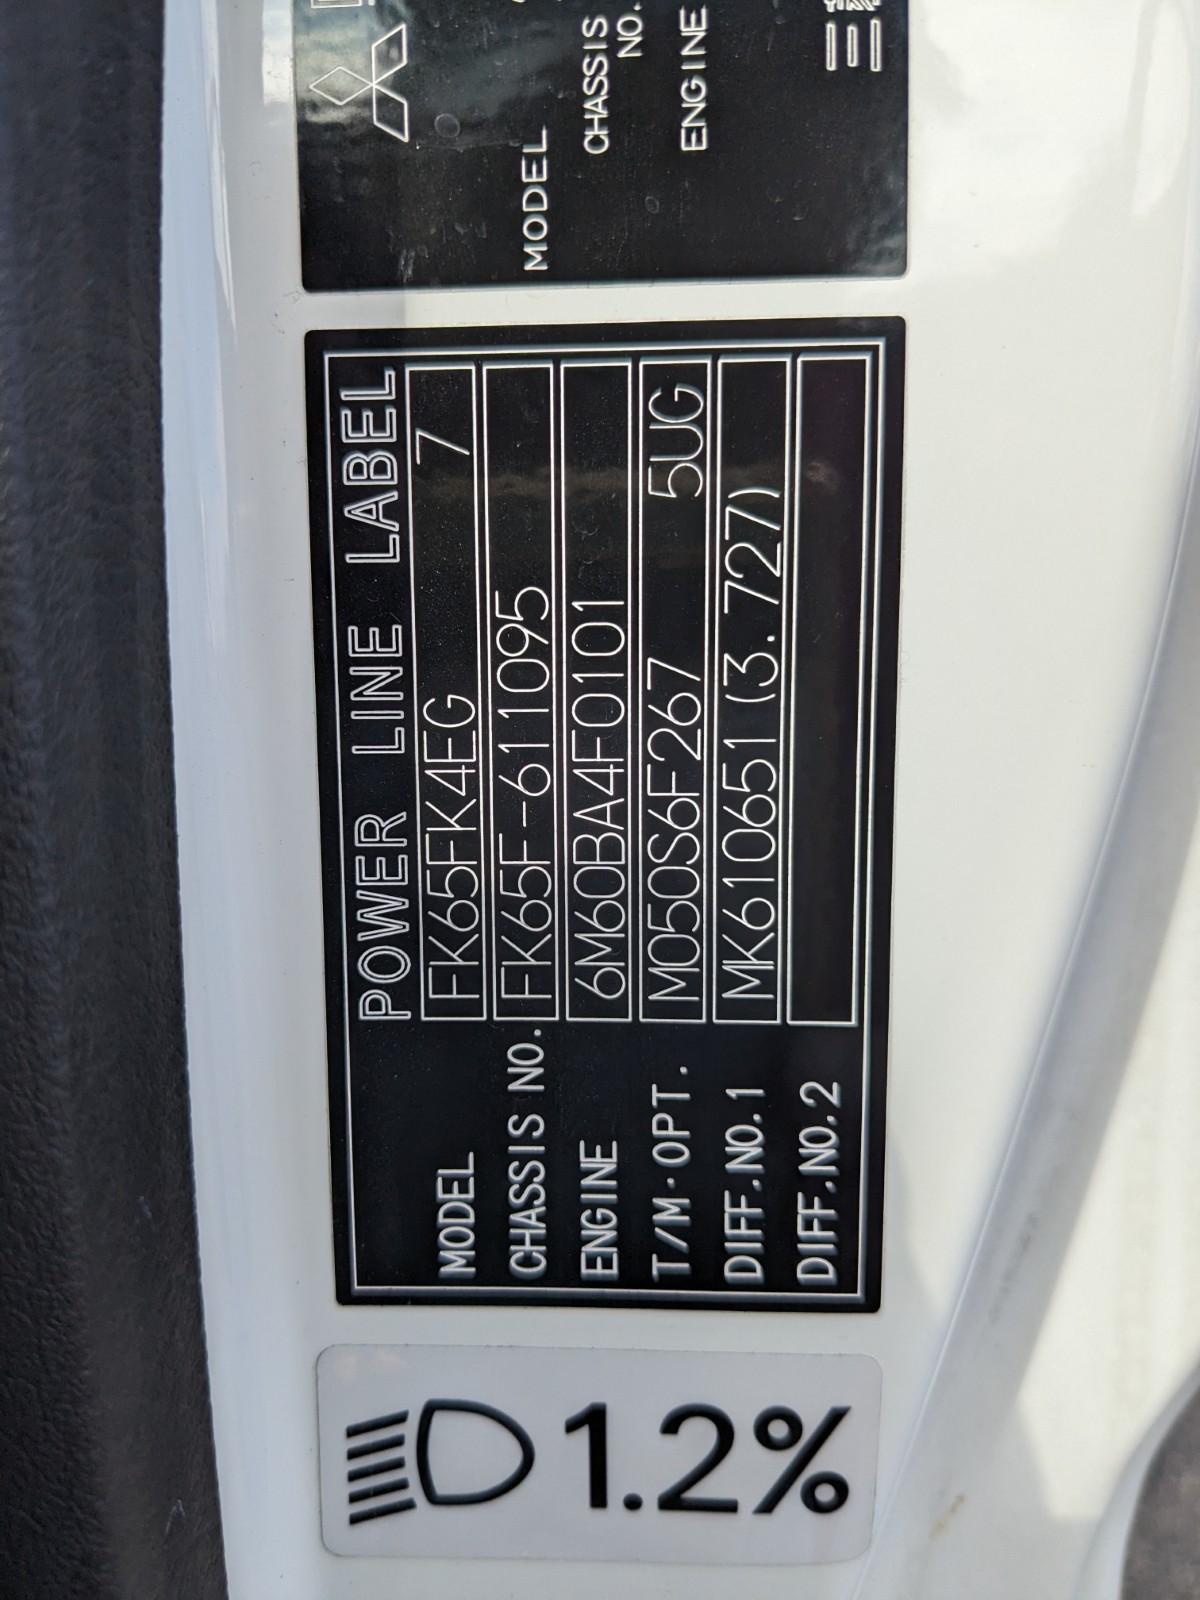 MODEL
CHASSIS
NO.
ENGINE
POWER LINE LABEL
MODEL FK65FK4FG 7
CHASSIS NO. FK65F-611095
ENGINE 6M60BA4F0101
T/M·OPT. M050S6F267 5UG
DIFF.NO.1 MK610651 (3.727)
DIFF.NO.2
1.2%